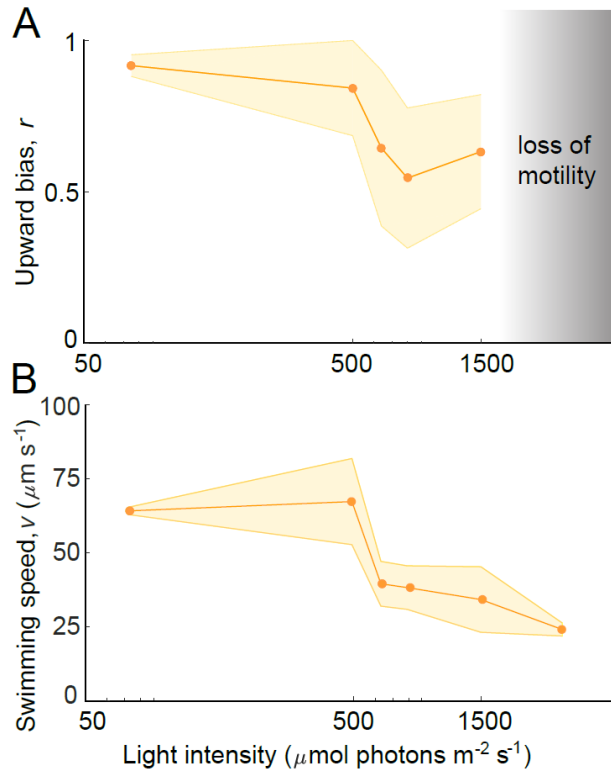 A
Upward bias, r
1
0.5
0
loss of
motility
50
500
1500
B
Swimming speed, v (μm s⁻¹)
100
75
50
25
0
50
500
1500
Light intensity (μmol photons m⁻² s⁻¹)